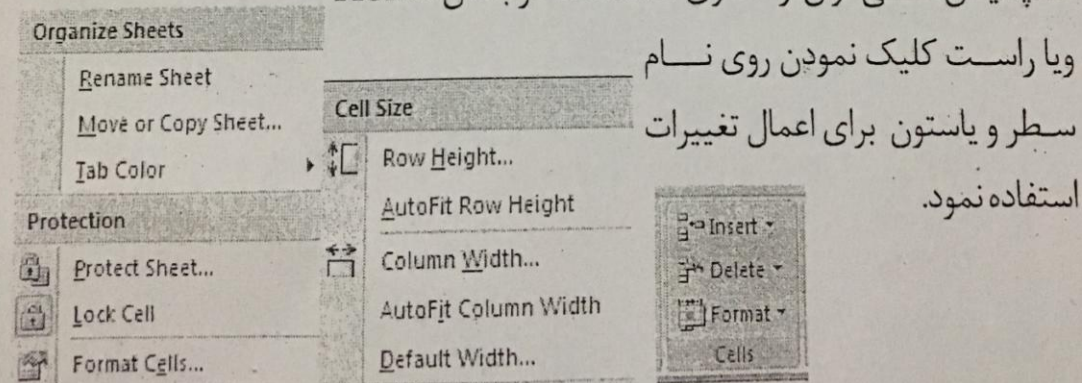 ویا راست کلیک نمودن روی نام
سطر و یاستون برای اعمال تغییرات
استفاده نمود.
Organize Sheets
Rename Sheet
Move or Copy Sheet...
Tab Color
Protection
Protect Sheet...
Lock Cell
Format Cells...
Cell Size
Row Height...
AutoFit Row Height
Column Width...
AutoFit Column Width
Default Width...
Insert
Delete
Format
Cells